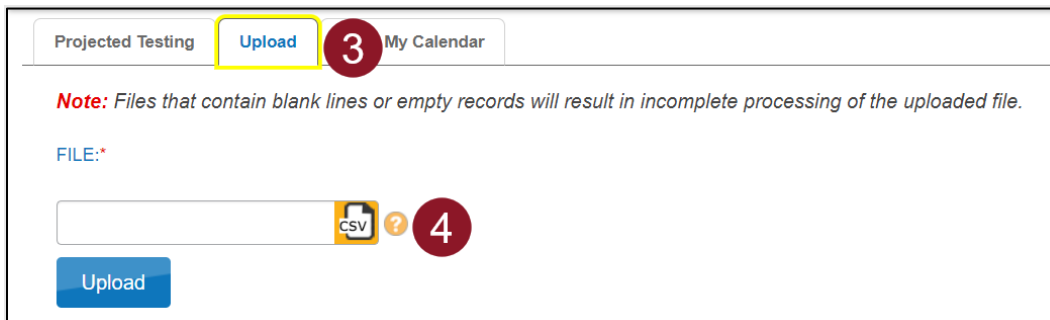 Projected Testing Upload 3 My Calendar
Note: Files that contain blank lines or empty records will result in incomplete processing of the uploaded file.
FILE:*
CSV ? 4
Upload